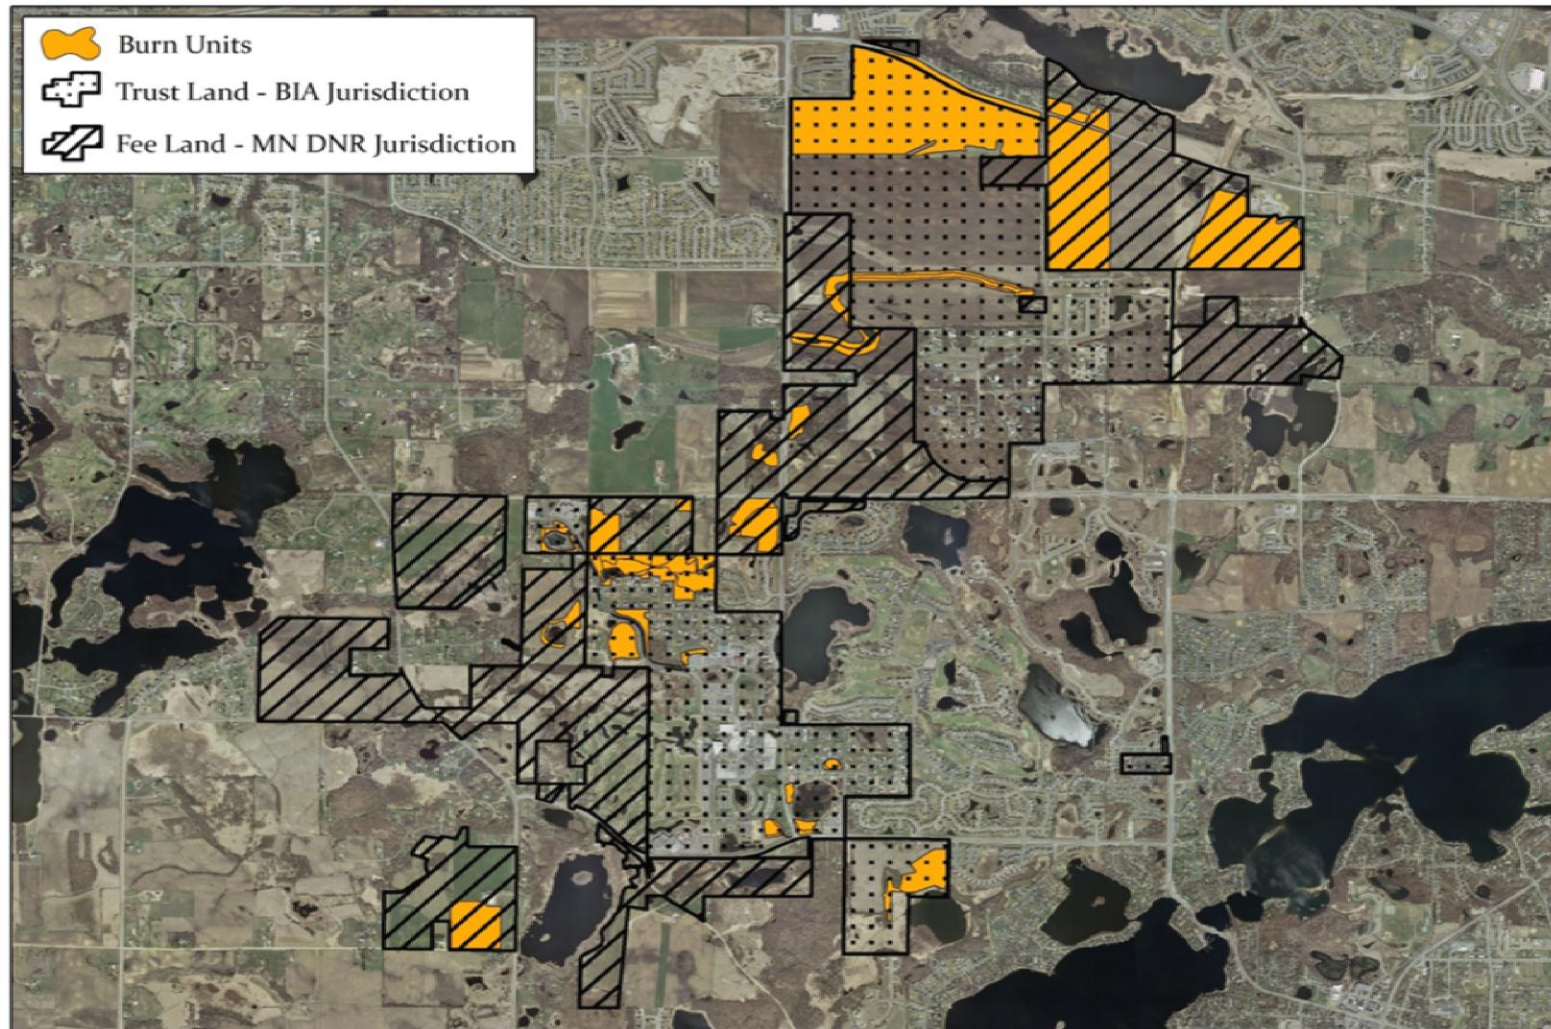 Burn Units
Trust Land - BIA Jurisdiction
Fee Land - MN DNR Jurisdiction